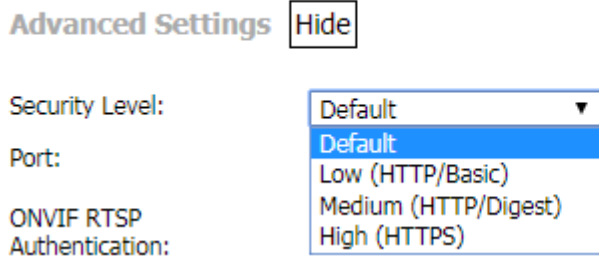 Advanced Settings Hide
Security Level: Default
Default
Port:
Low (HTTP/Basic)
Medium (HTTP/Digest)
ONVIF RTSP
Authentication:
High (HTTPS)